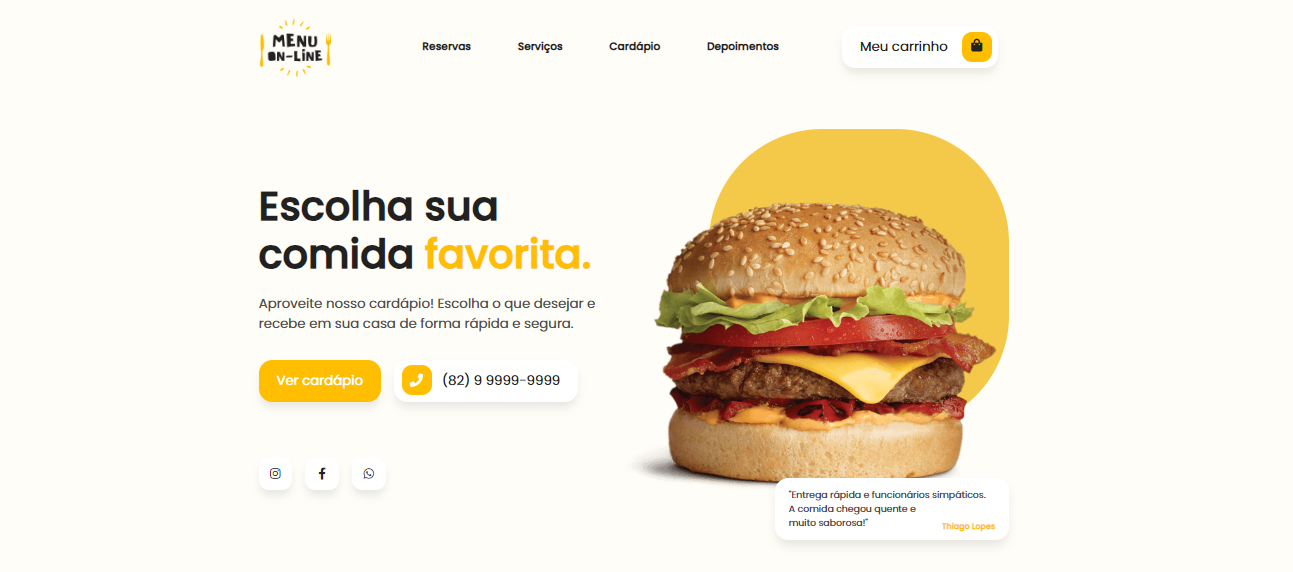 MENU
ON-LINE
Reservas
Serviços
Cardápio
Depoimentos
Meu carrinho
Escolha sua
comida favorita.
Aproveite nosso cardápio! Escolha o que desejar e
recebe em sua casa de forma rápida e segura.
Ver cardápio
(82) 9 9999-9999
"Entrega rápida e funcionários simpáticos.
A comida chegou quente e
muito saborosa!"
Thiago Lopes